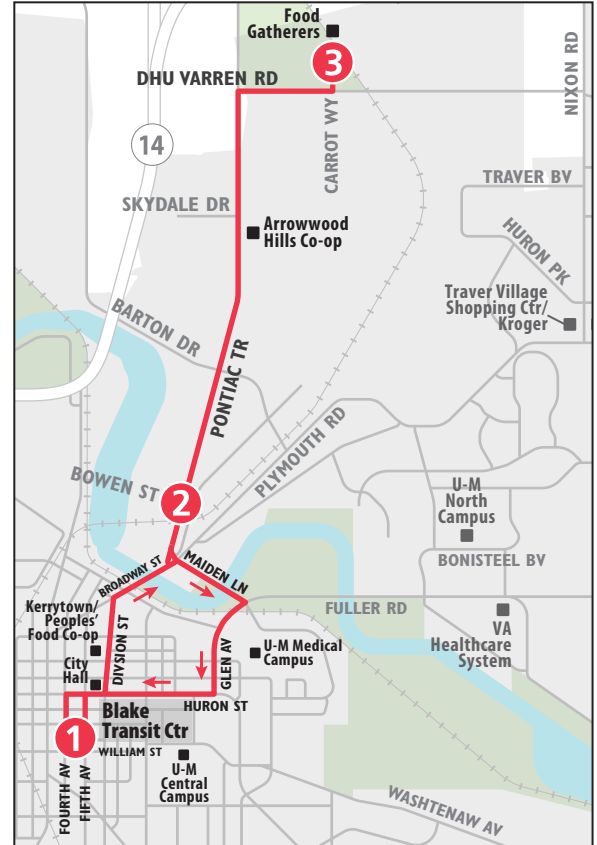 Food
Gatherers
3
DHU VARREN RD
NIXON RD
CARROT WY
14
TRAVER BV
SKYDALE DR
Arrowwood
Hills Co-op
HURON PK
Traver Village
Shopping Ctr/
Kroger
BARTON DR
PONTIAC TR
PLYMOUTH RD
BOWEN ST
2
U-M
North
Campus
BONISTEEL BV
BROADWAY ST
MAIDEN LN
FULLER RD
Kerrytown/
Peoples'
Food Co-op
DIVSION ST
GLEN AV
U-M Medical
Campus
VA
Healthcare
System
City
Hall
HURON ST
Blake
Transit Ctr
1
WILLIAM ST
FOURTH AV
FIFTH AV
U-M
Central
Campus
WASHTENAW AV